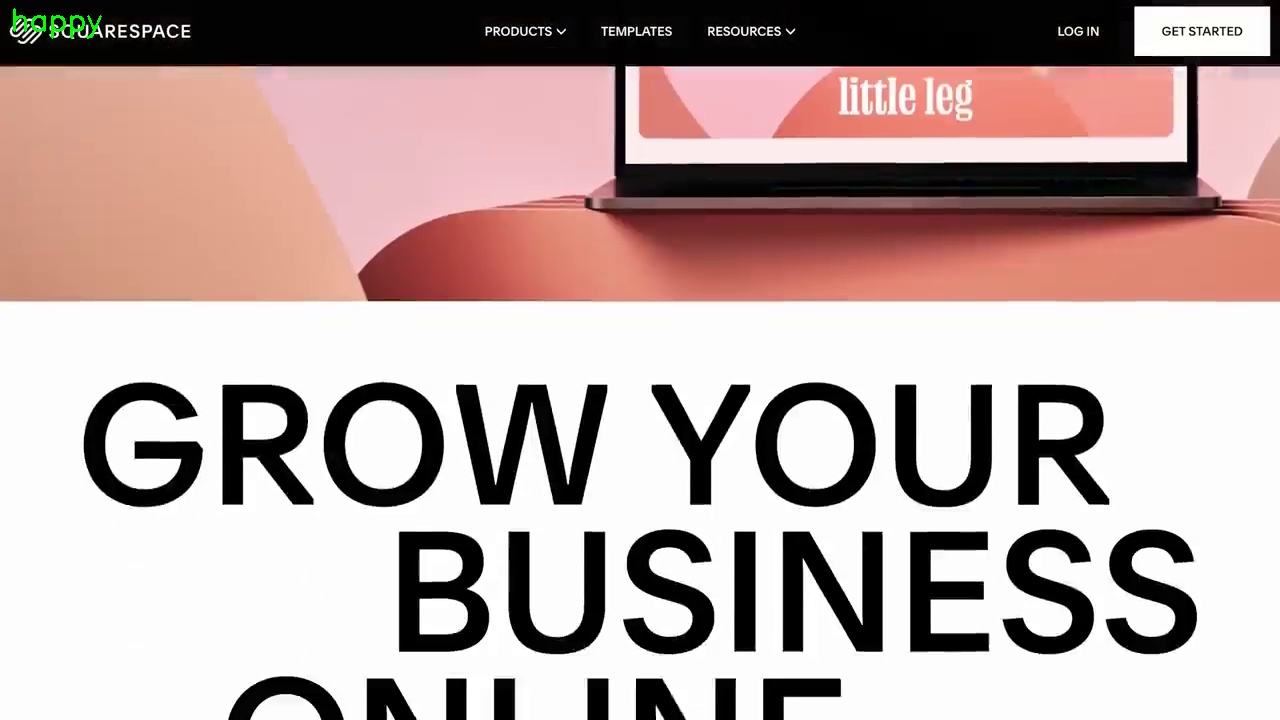 happy
SQUARESPACE
PRODUCTS
TEMPLATES
RESOURCES
LOG IN
GET STARTED
little leg
GROW YOUR
BUSINESS
ONLINE